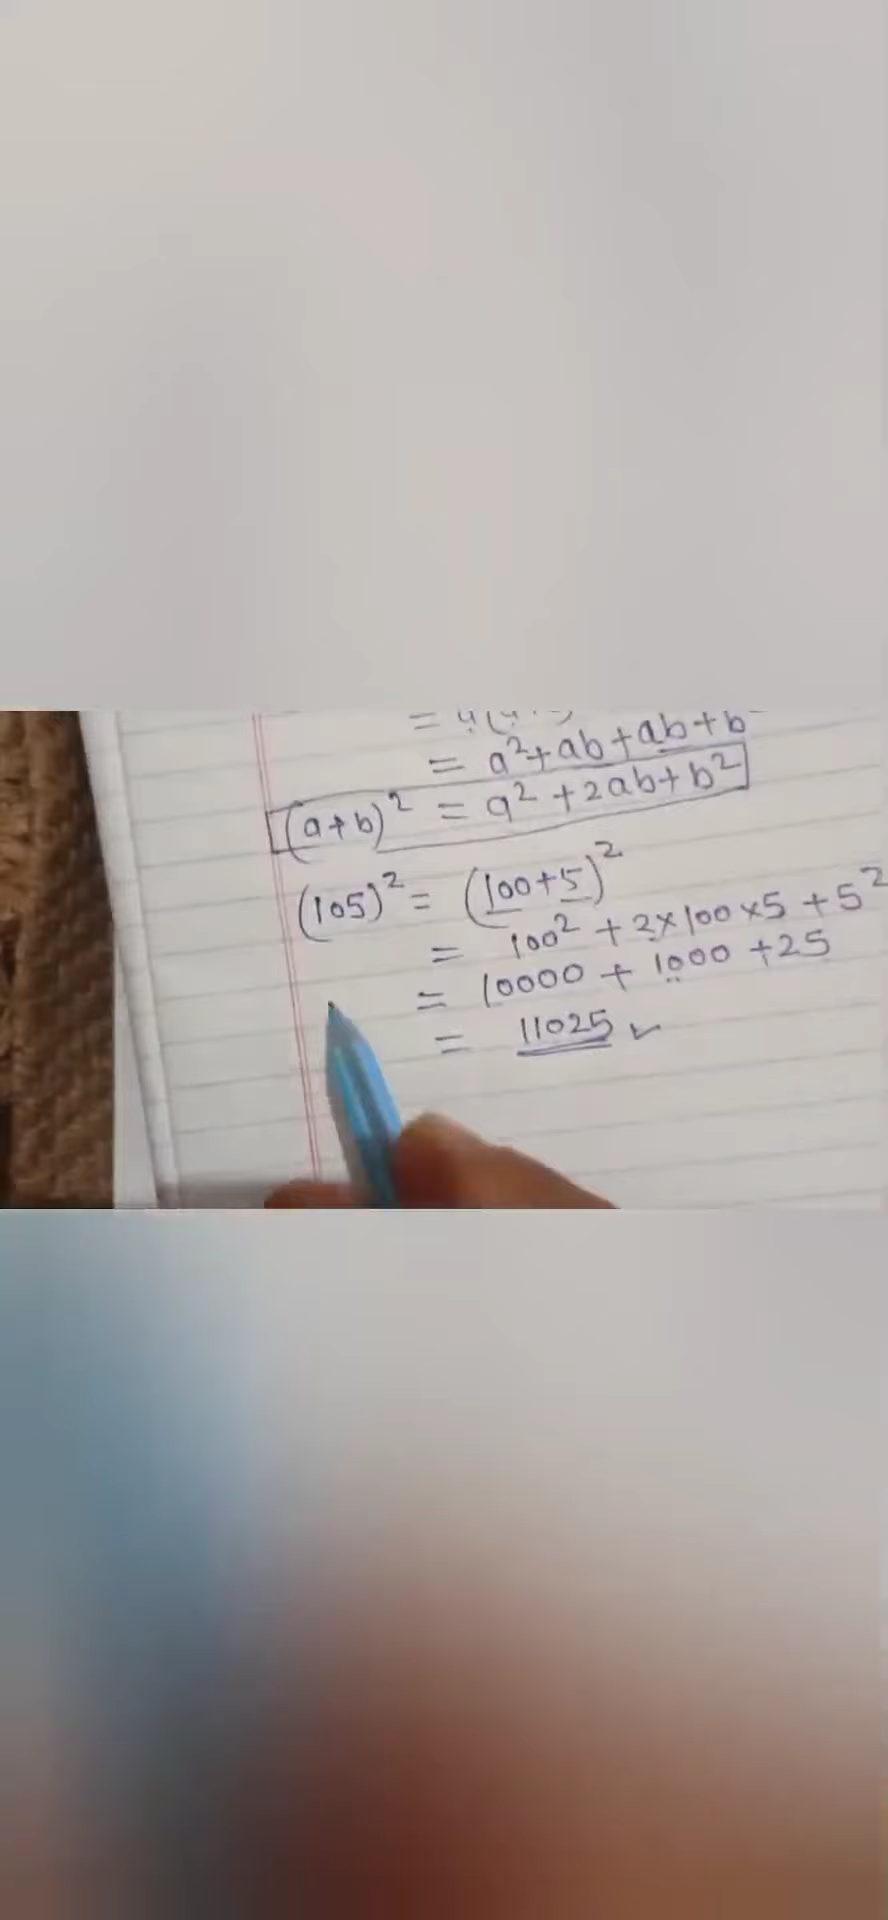 = a²+ab+ab+b
(a+b)² = a²+2ab+b²
(105)² = (100+5)²
= 100² + 2×100×5 + 5²
= 10000 + 1000 +25
= 11025 ✓